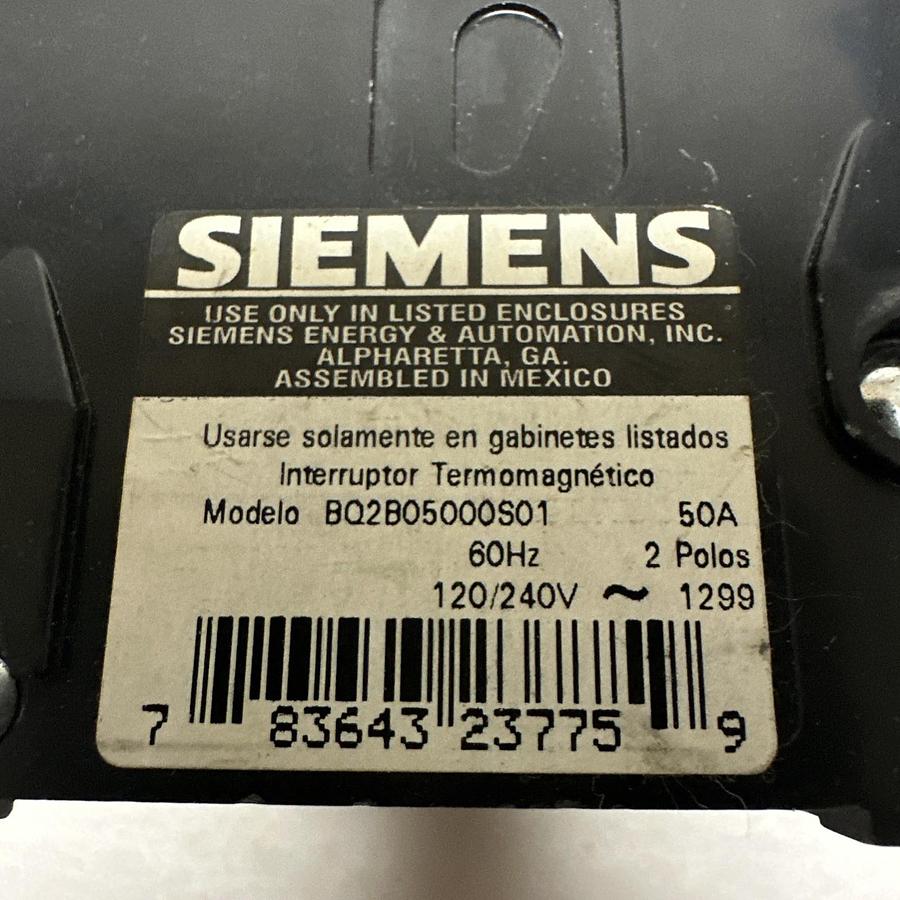 SIEMENS
USE ONLY IN LISTED ENCLOSURES
SIEMENS ENERGY & AUTOMATION, INC.
ALPHARETTA, GA.
ASSEMBLED IN MEXICO
Usarse solamente en gabinetes listados
Interruptor Termomagnético
Modelo BQ2B05000S01 50A
60Hz 2 Polos
120/240V ~ 1299
7 83643 23775 9